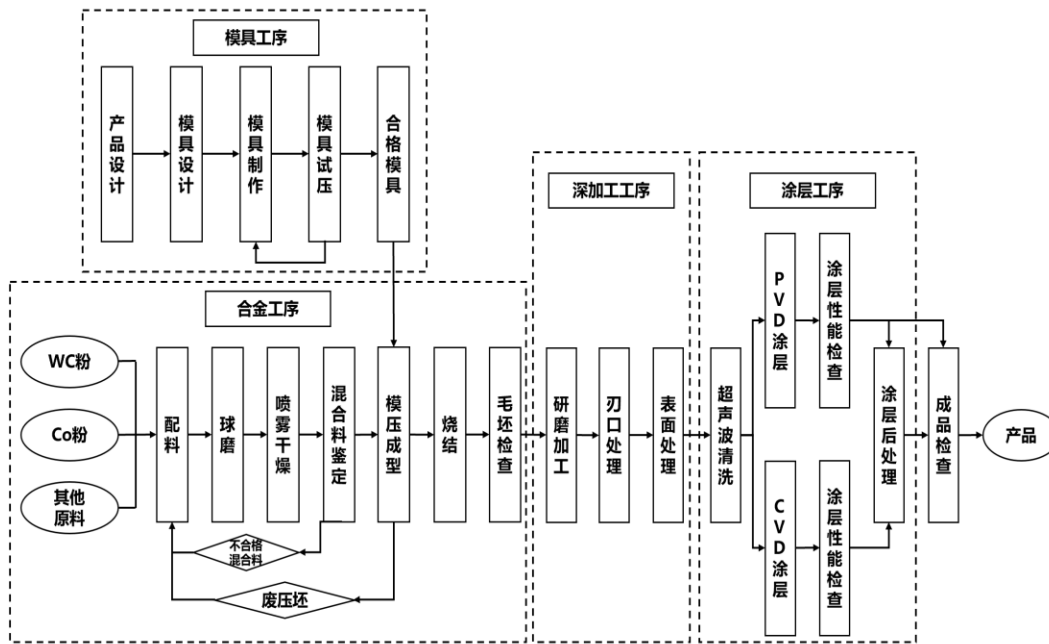 模具工序
产品设计
模具设计
模具制作
模具试压
合格模具
深加工工序
涂层工序
合金工序
WC粉
Co粉
其他
原料
配料
球磨
喷雾干燥
混合料鉴定
模压成型
烧结
毛坯检查
研磨加工
刃口处理
表面处理
超声波清洗
PVD涂层
涂层性能检查
CVD涂层
涂层性能检查
涂层后处理
成品检查
产品
不合格
混合料
废压坯